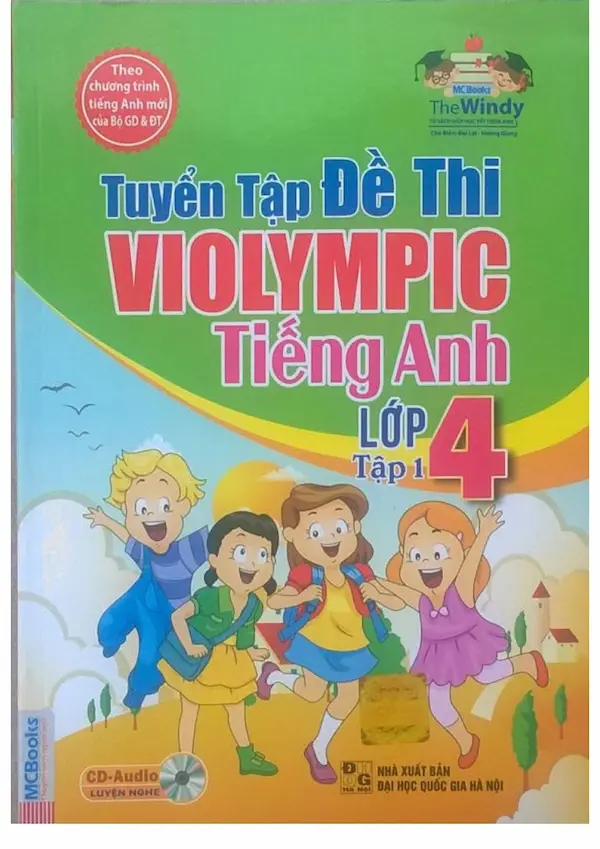 Theo
chương trình
tiếng Anh mới
của Bộ GD & ĐT
MCBooks
The Windy
Tuyển Tập Đề Thi
VIOLYMPIC
Tiếng Anh
LỚP 4
Tập 1
MCBooks
CD-Audio
LUYỆN NGHE
Hà Nội
NHÀ XUẤT BẢN
ĐẠI HỌC QUỐC GIA HÀ NỘI